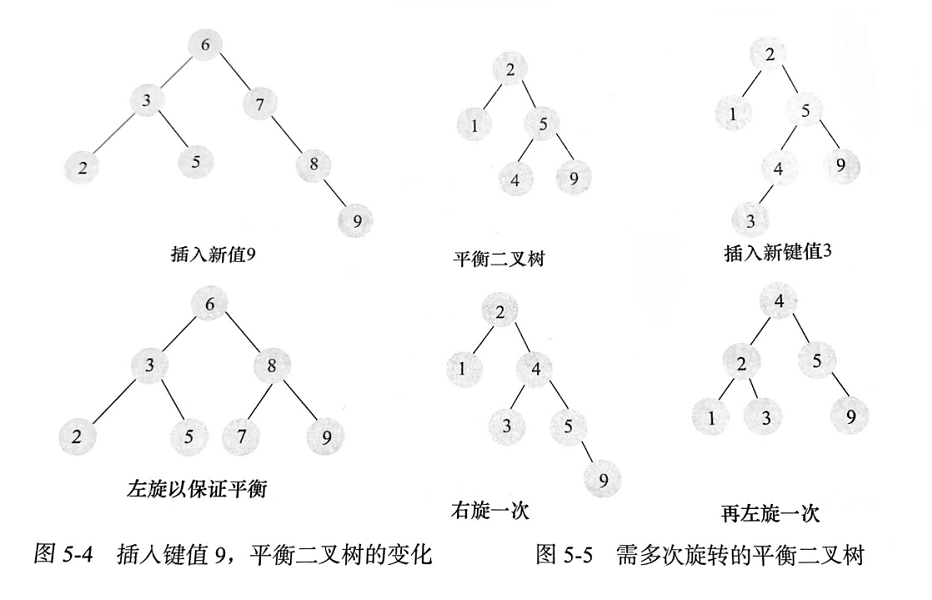 6
3 7
2 5 8
9
插入新值9
2
1 5
4 9
平衡二叉树
2
1 5
4 9
3
插入新键值3
6
3 8
2 5 7 9
左旋以保证平衡
2
1 4
3 5
9
右旋一次
4
2 5
1 3 9
再左旋一次
图 5-4 插入键值 9，平衡二叉树的变化
图 5-5 需多次旋转的平衡二叉树